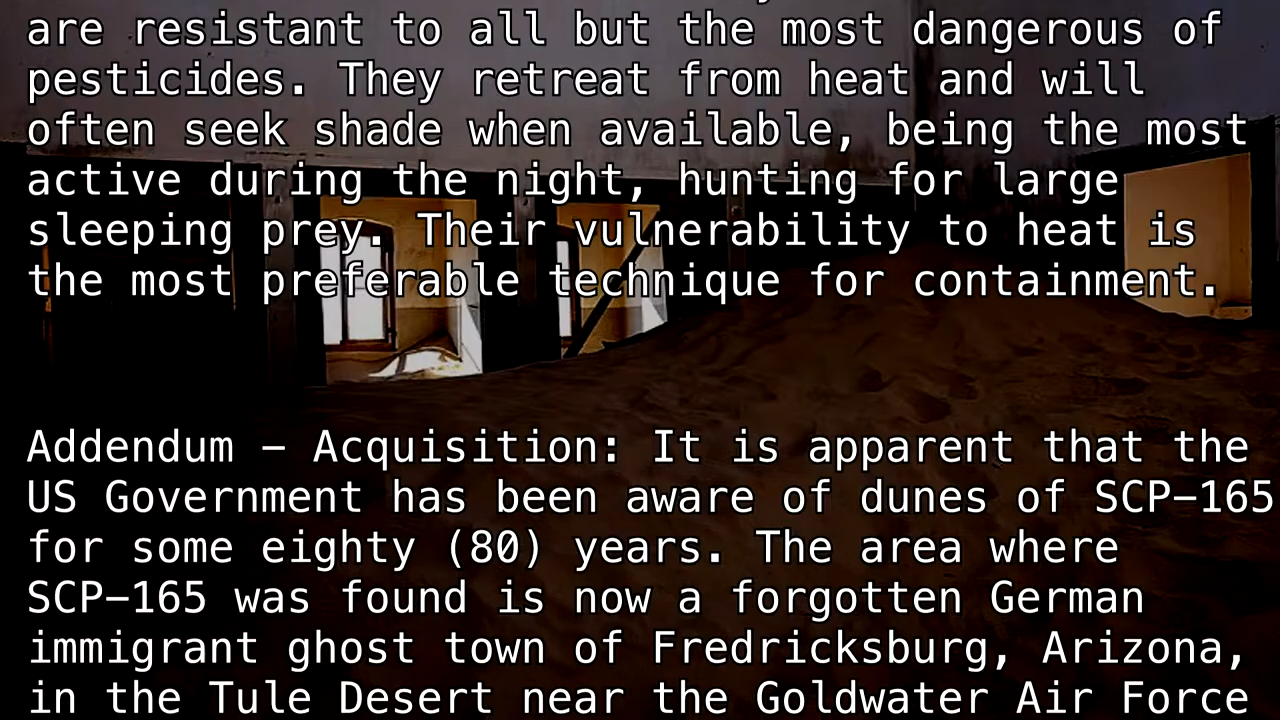 are resistant to all but the most dangerous of
pesticides. They retreat from heat and will
often seek shade when available, being the most
active during the night, hunting for large
sleeping prey. Their vulnerability to heat is
the most preferable technique for containment.
Addendum – Acquisition: It is apparent that the
US Government has been aware of dunes of SCP–165
for some eighty (80) years. The area where
SCP–165 was found is now a forgotten German
immigrant ghost town of Fredricksburg, Arizona,
in the Tule Desert near the Goldwater Air Force